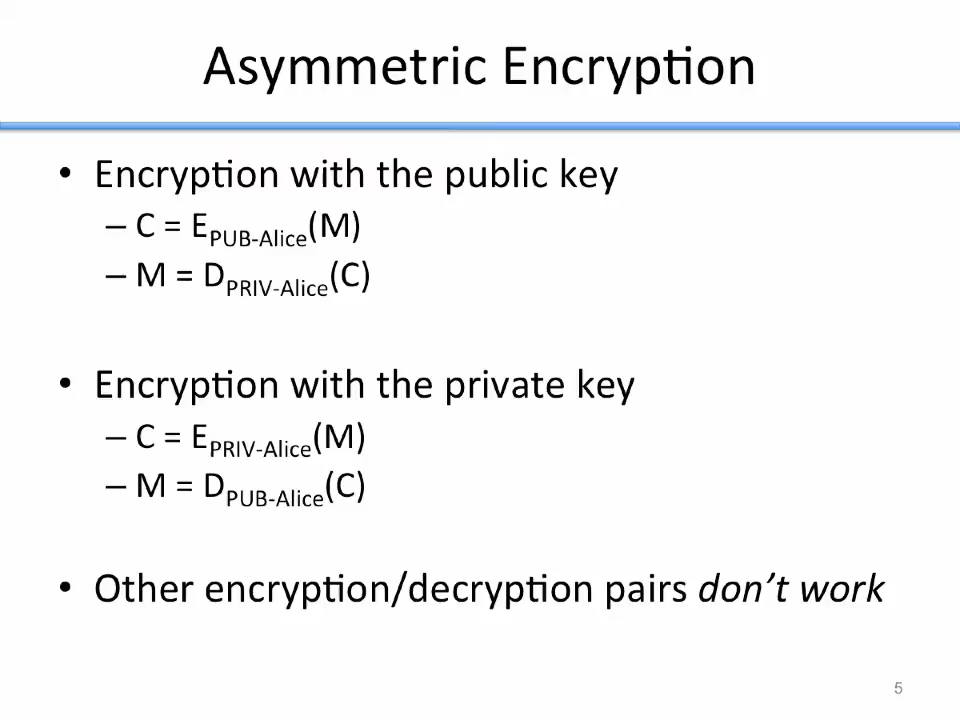 Asymmetric Encryption
• Encryption with the public key
– C = E_PUB-Alice(M)
– M = D_PRIV-Alice(C)
• Encryption with the private key
– C = E_PRIV-Alice(M)
– M = D_PUB-Alice(C)
• Other encryption/decryption pairs don’t work
5